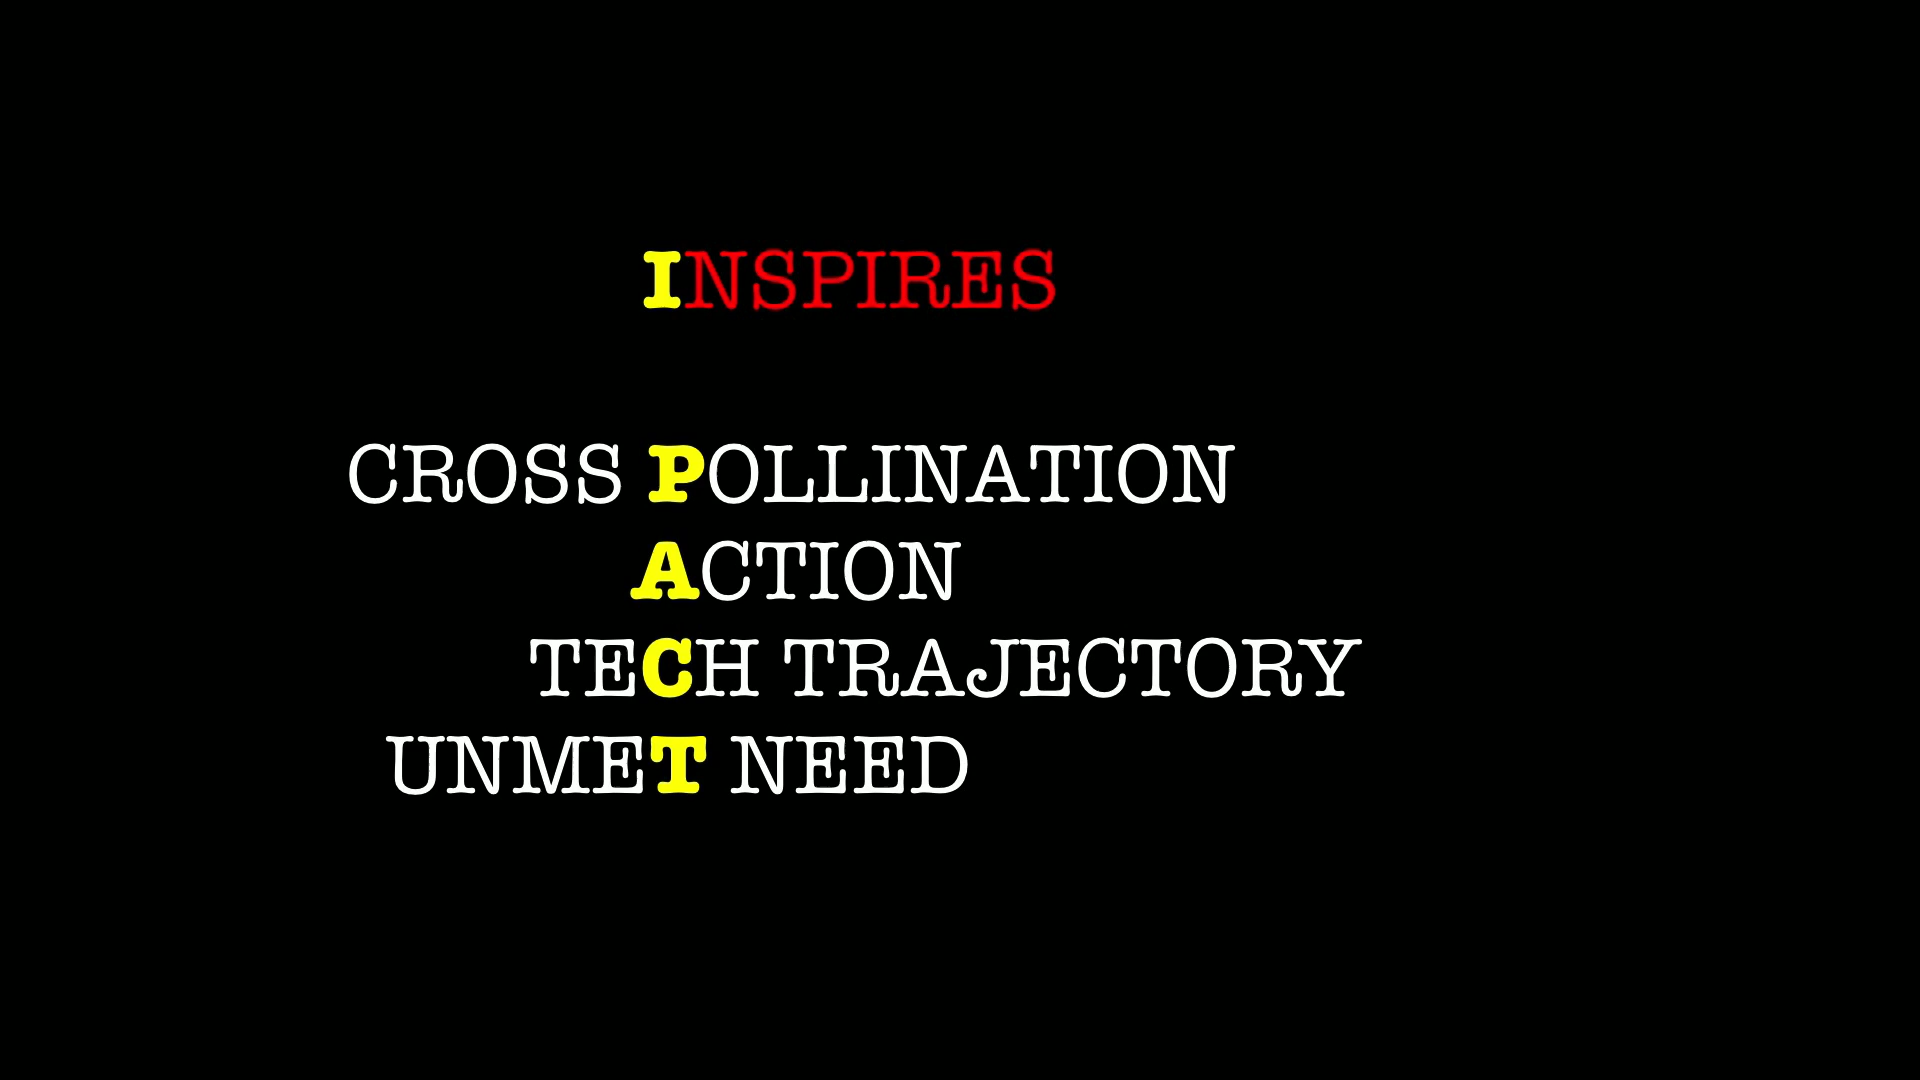 INSPIRES
CROSS POLLINATION
ACTION
TECH TRAJECTORY
UNMET NEED